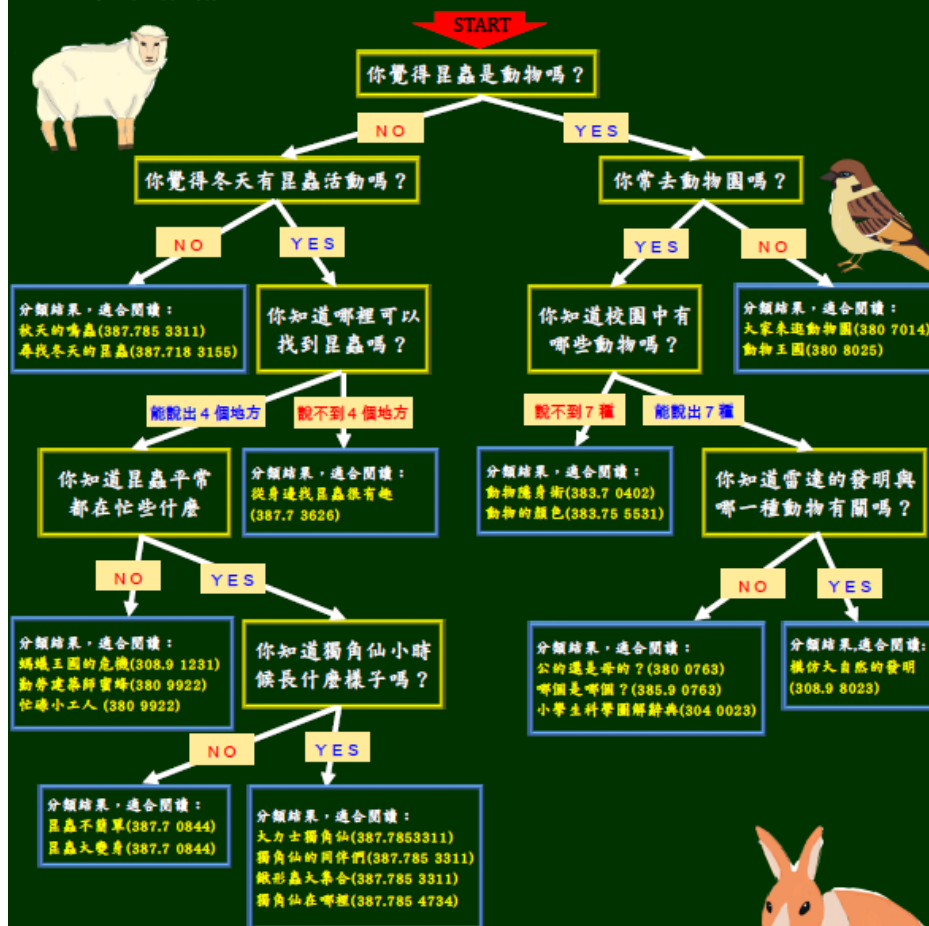 START
你覺得昆蟲是動物嗎？
NO
YES
你覺得冬天有昆蟲活動嗎？
你常去動物園嗎？
NO
YES
YES
NO
分類結果，適合閱讀：
秋天的鳴蟲(387.785 3311)
尋找冬天的昆蟲(387.718 3155)
你知道哪裡可以
找到昆蟲嗎？
你知道校園中有
哪些動物嗎？
分類結果，適合閱讀：
大家來逛動物園(380 7014)
動物王國(380 8025)
能說出4個地方
說不到4個地方
說不到7種
能說出7種
你知道昆蟲平常
都在忙些什麼
分類結果，適合閱讀：
從身邊找昆蟲很有趣
(387.7 3626)
分類結果，適合閱讀：
動物隱身術(383.7 0402)
動物的顏色(383.75 5531)
你知道雷達的發明與
哪一種動物有關嗎？
NO
YES
NO
YES
分類結果，適合閱讀：
螞蟻王國的危機(308.9 1231)
勤勞建築師蜜蜂(380 9922)
忙碌小工人 (380 9922)
你知道獨角仙小時
候長什麼樣子嗎？
分類結果，適合閱讀：
公的還是母的？(380 0763)
哪個是哪個？(385.9 0763)
小學生科學圖解辭典(304 0023)
分類結果,適合閱讀:
模仿大自然的發明
(308.9 8023)
NO
YES
分類結果，適合閱讀：
昆蟲不簡單(387.7 0844)
昆蟲大變身(387.7 0844)
分類結果，適合閱讀：
大力士獨角仙(387.7853311)
獨角仙的同伴們(387.785 3311)
鍬形蟲大集合(387.785 3311)
獨角仙在哪裡(387.785 4734)